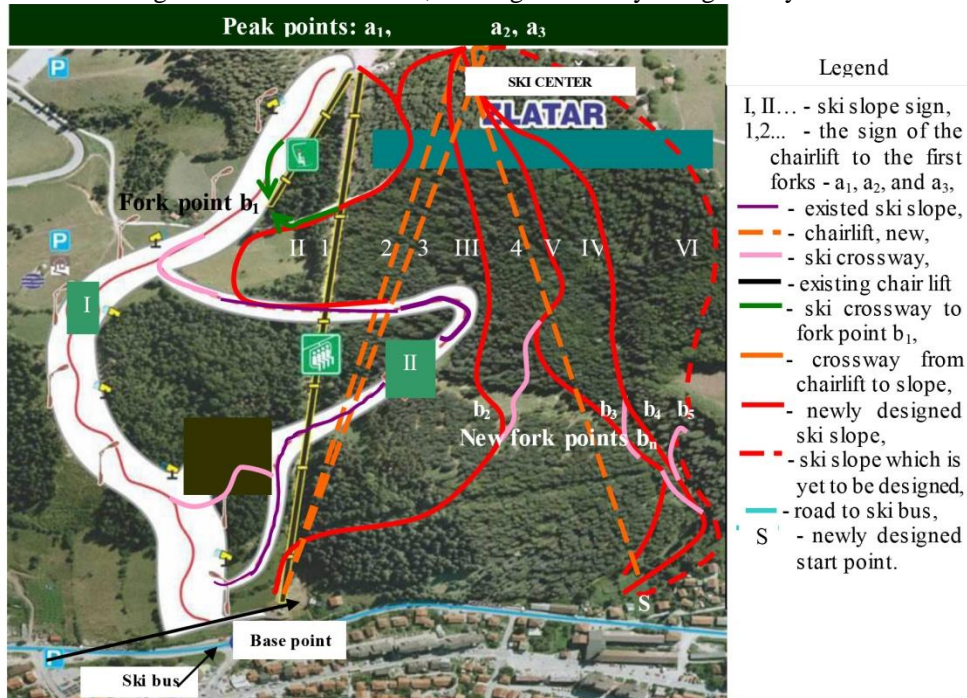 Peak points: a₁, a₂, a₃
P
SKI CENTER
ZLATAR
Fork point b₁
II 1 2 3 III 4 V IV VI
P
I
II
b₂ b₃ b₄ b₅
New fork points bₙ
S
Base point
P
Ski bus
Legend
I, II... - ski slope sign,
1,2... - the sign of the
chairlift to the first
forks - a₁, a₂, and a₃,
- existed ski slope,
- chairlift, new,
- ski crossway,
- existing chair lift
- ski crossway to
fork point b₁,
- crossway from
chairlift to slope,
- newly designed
ski slope,
- ski slope which is
yet to be designed,
- road to ski bus,
S - newly designed
start point.